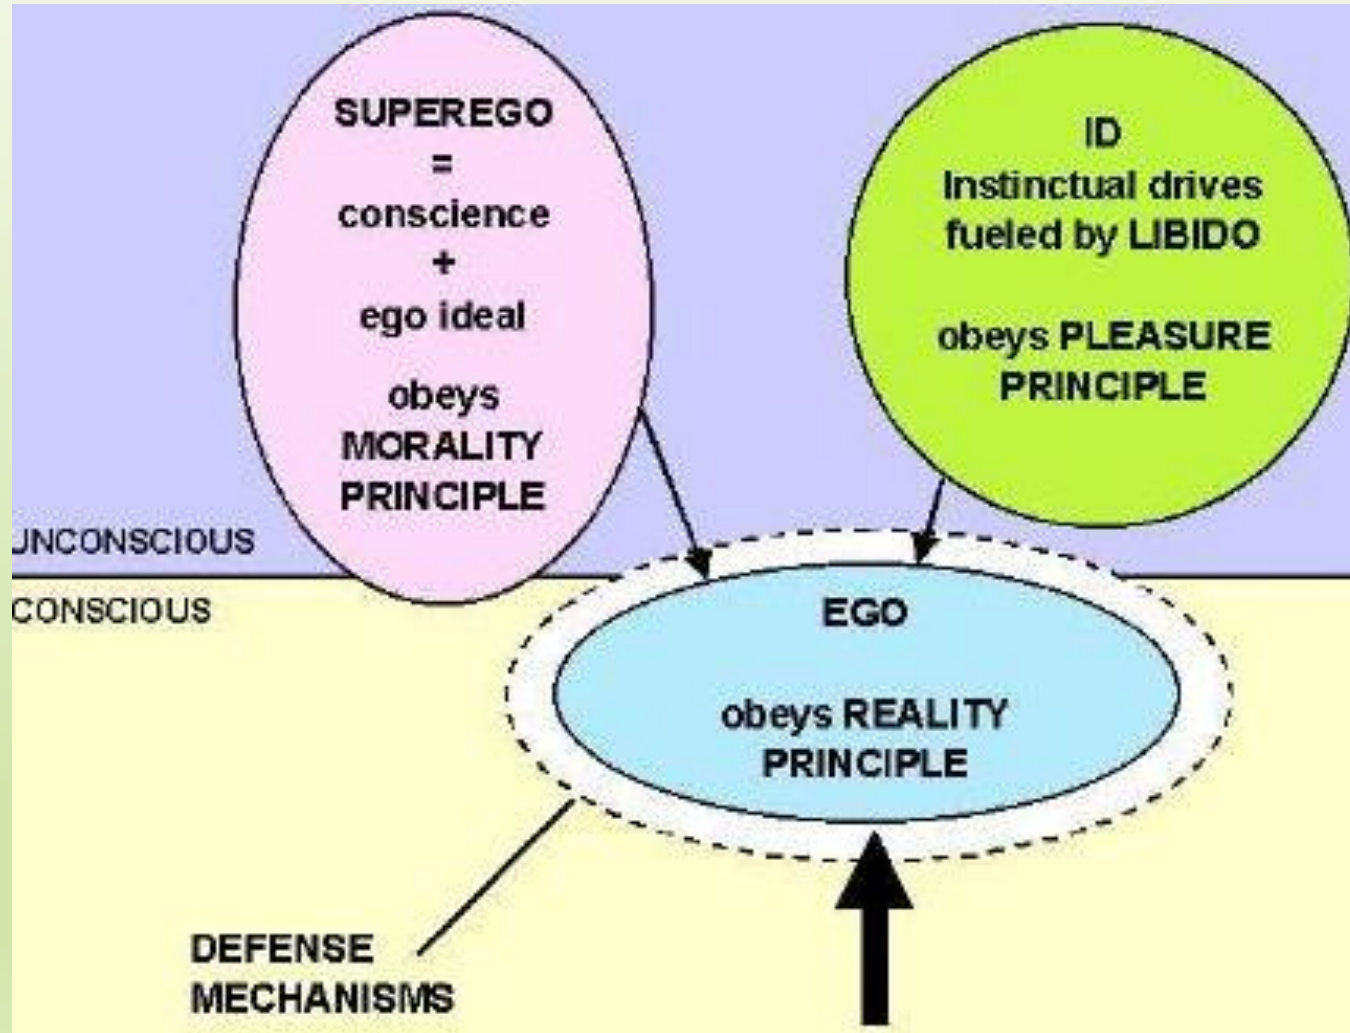 SUPEREGO
=
conscience
+
ego ideal
obeys
MORALITY
PRINCIPLE
ID
Instinctual drives
fueled by LIBIDO
obeys PLEASURE
PRINCIPLE
UNCONSCIOUS
CONSCIOUS
EGO
obeys REALITY
PRINCIPLE
DEFENSE
MECHANISMS